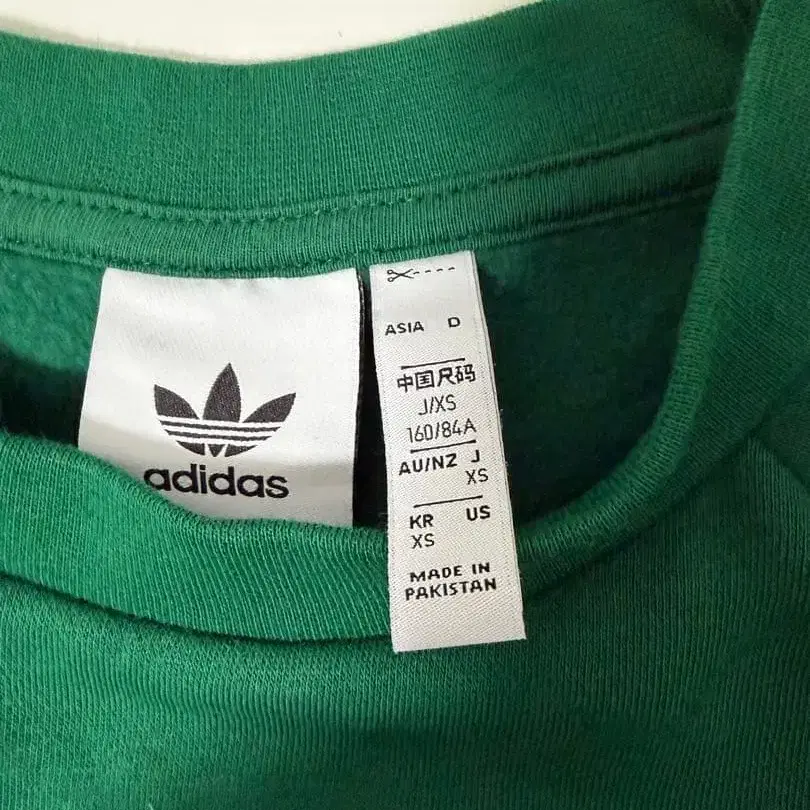 adidas
ASIA D
中国尺码
J/XS
160/84A
AU/NZ J
XS
KR US
XS
MADE IN
PAKISTAN